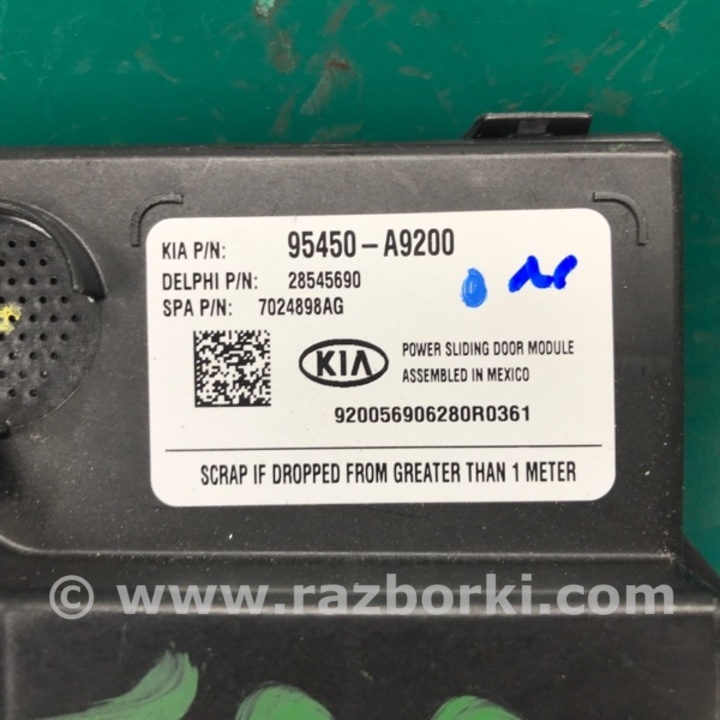 KIA P/N: 95450-A9200
DELPHI P/N: 28545690
SPA P/N: 7024898AG
KIA
POWER SLIDING DOOR MODULE
ASSEMBLED IN MEXICO
920056906280R0361
SCRAP IF DROPPED FROM GREATER THAN 1 METER
© www.razborki.com